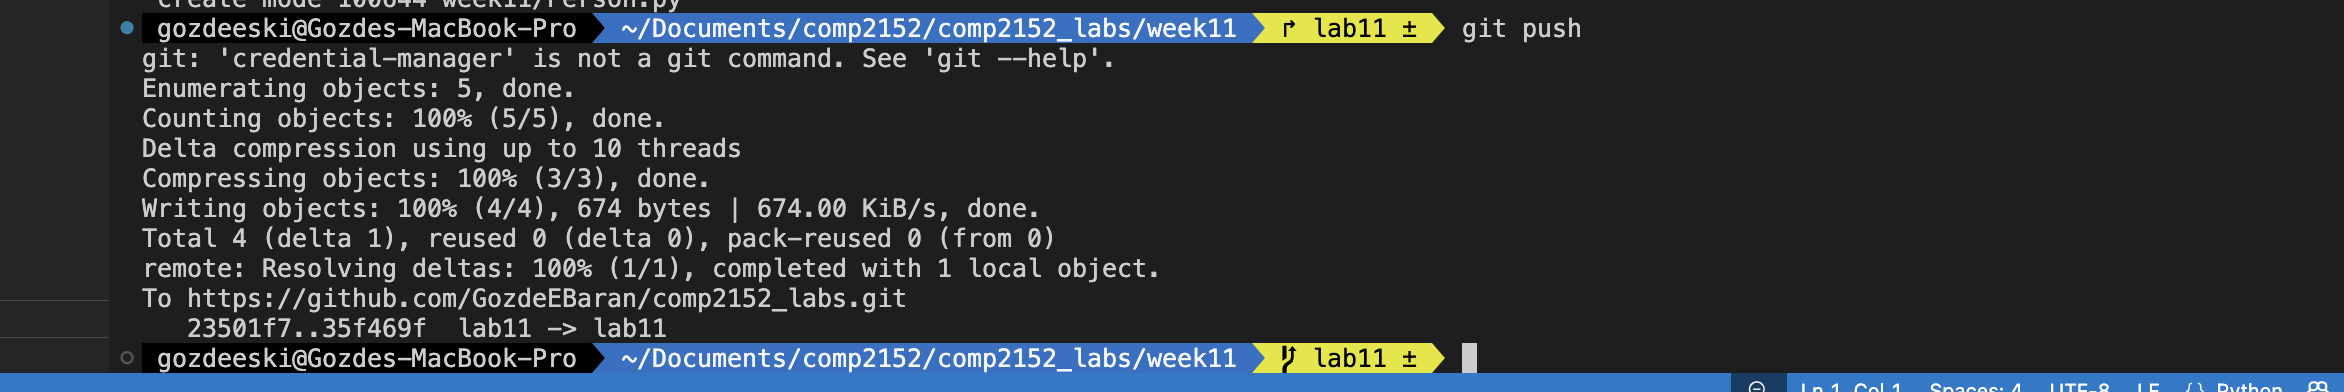 create mode 100644 week11/Person.py
gozdeeski@Gozdes-MacBook-Pro ~/Documents/comp2152/comp2152_labs/week11 lab11 ± git push
git: 'credential-manager' is not a git command. See 'git --help'.
Enumerating objects: 5, done.
Counting objects: 100% (5/5), done.
Delta compression using up to 10 threads
Compressing objects: 100% (3/3), done.
Writing objects: 100% (4/4), 674 bytes | 674.00 KiB/s, done.
Total 4 (delta 1), reused 0 (delta 0), pack-reused 0 (from 0)
remote: Resolving deltas: 100% (1/1), completed with 1 local object.
To https://github.com/GozdeEBaran/comp2152_labs.git
23501f7..35f469f lab11 -> lab11
gozdeeski@Gozdes-MacBook-Pro ~/Documents/comp2152/comp2152_labs/week11 lab11 ±
Ln 1, Col 1 Spaces: 4 UTF-8 LF {} Python